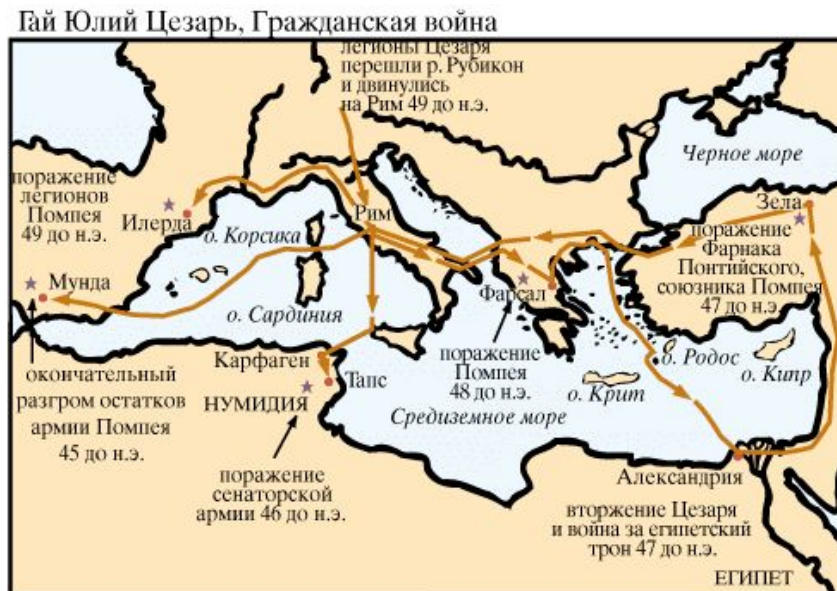 Гай Юлий Цезарь, Гражданская война
легионы Цезаря
перешли р. Рубикон
и двинулись
на Рим 49 до н.э.
Черное море
поражение
легионов
Помпея
49 до н.э.
Илерда
о. Корсика
Рим
Зела
поражение
Фарнака
Понтийского,
союзника Помпея
47 до н.э.
Мунда
о. Сардиния
Фарсал
окончательный
разгром остатков
армии Помпея
45 до н.э.
Карфаген
Тапс
НУМИДИЯ
поражение
Помпея
48 до н.э.
о. Родос
о. Кипр
о. Крит
Средиземное море
поражение
сенаторской
армии 46 до н.э.
Александрия
вторжение Цезаря
и война за египетский
трон 47 до н.э.
ЕГИПЕТ